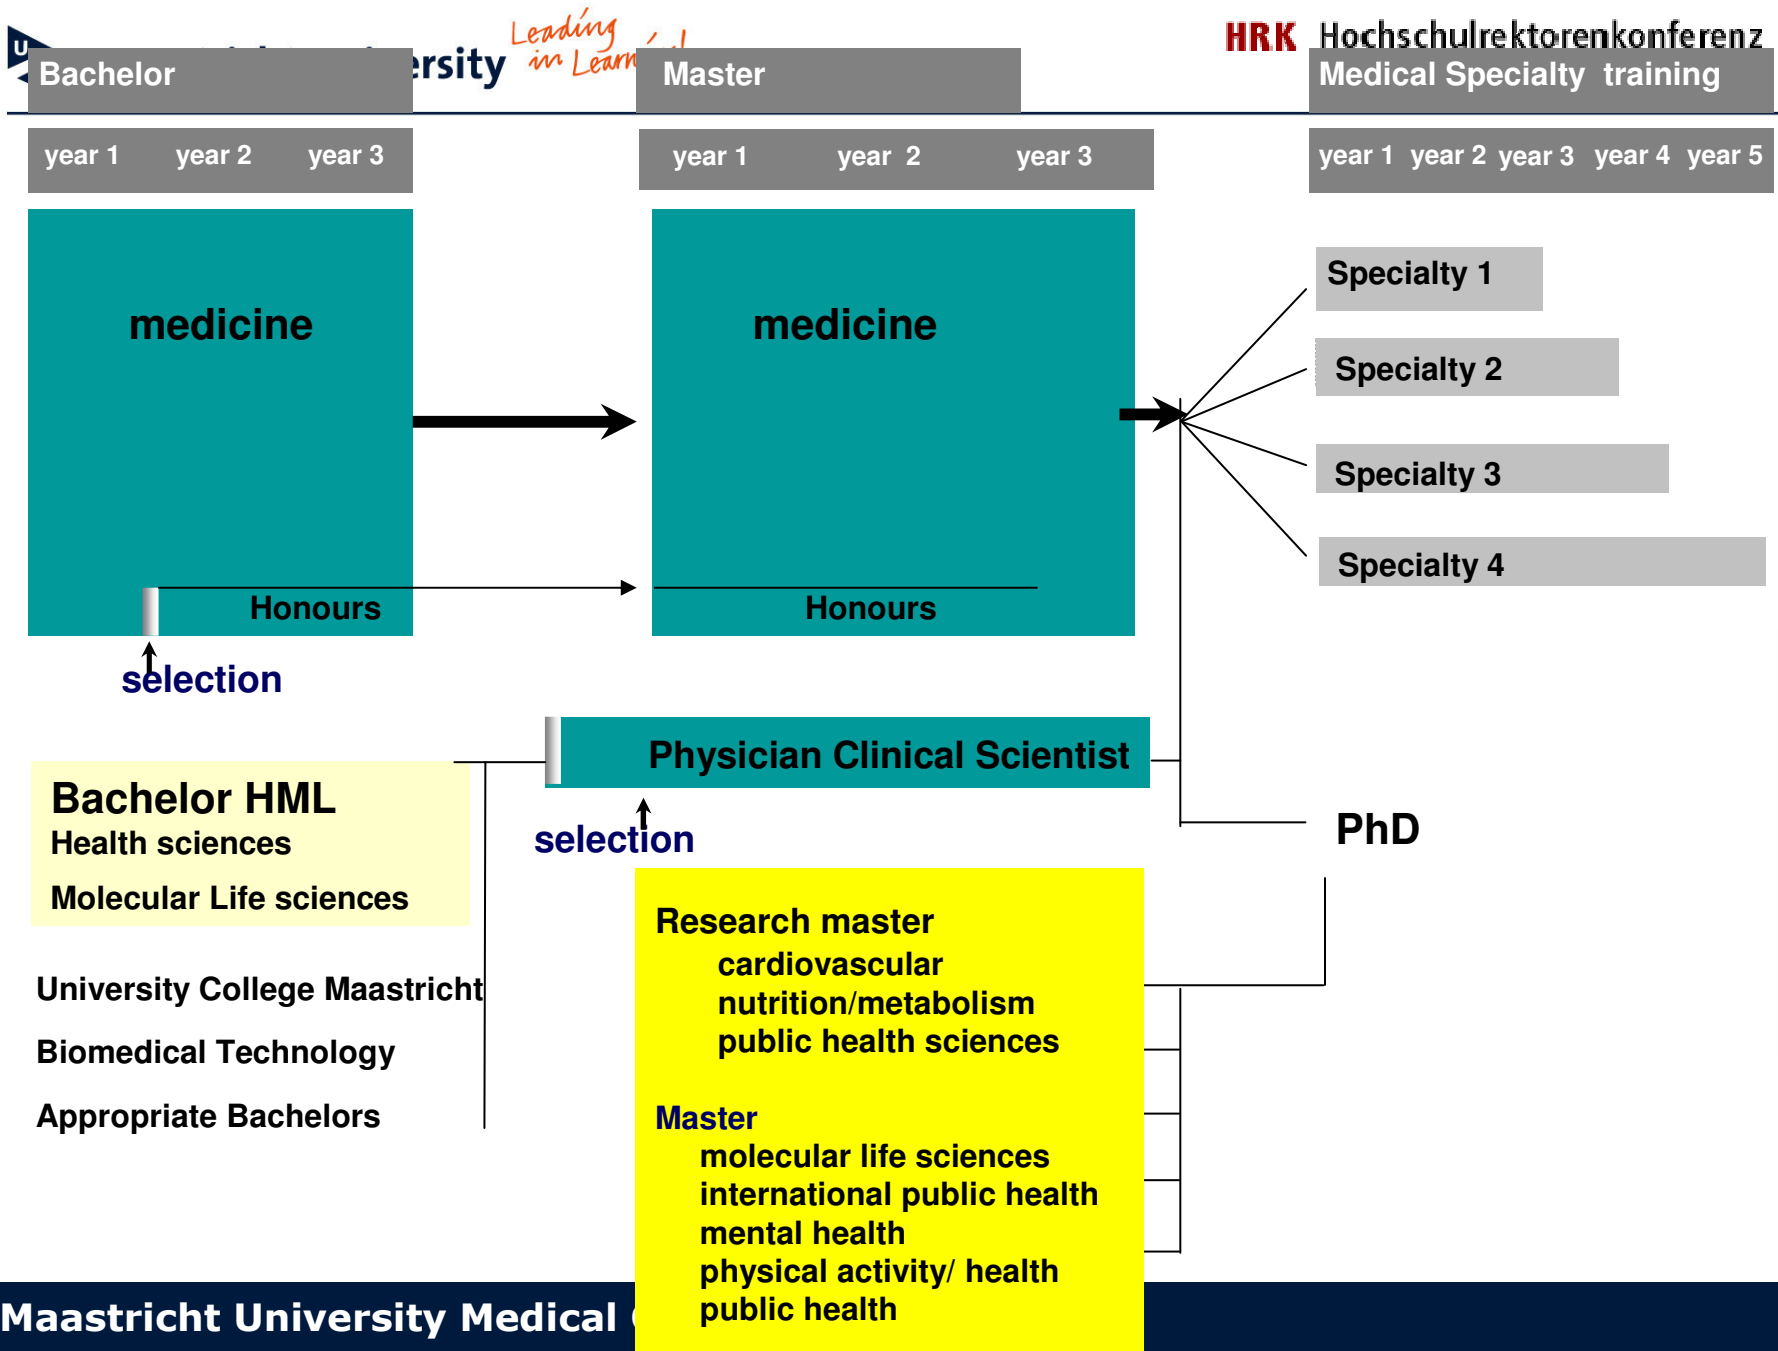 Leading
in Learn
rsity
HRK Hochschulrektorenkonferenz
Bachelor
Master
Medical Specialty training
year 1 year 2 year 3
year 1 year 2 year 3
year 1 year 2 year 3 year 4 year 5
medicine
medicine
Specialty 1
Specialty 2
Specialty 3
Specialty 4
Honours
Honours
selection
Physician Clinical Scientist
selection
Bachelor HML
Health sciences
Molecular Life sciences
University College Maastricht
Biomedical Technology
Appropriate Bachelors
PhD
Research master
cardiovascular
nutrition/metabolism
public health sciences
Master
molecular life sciences
international public health
mental health
physical activity/ health
public health
Maastricht University Medical